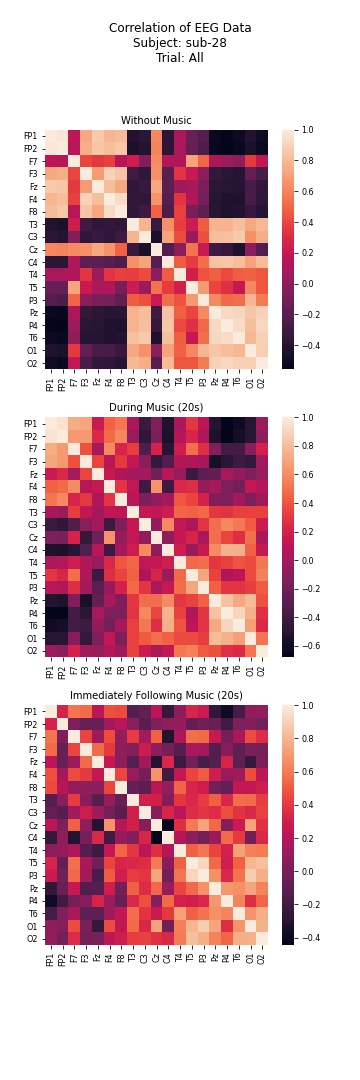 Correlation of EEG Data
Subject: sub-28
Trial: All
Without Music
FP1
FP2
F7
F3
Fz
F4
F8
T3
C3
Cz
C4
T4
T5
P3
Pz
P4
T6
O1
O2
FP1 FP2 F7 F3 Fz F4 F8 T3 C3 Cz C4 T4 T5 P3 Pz P4 T6 O1 O2
1.0
0.8
0.6
0.4
0.2
0.0
−0.2
−0.4
During Music (20s)
FP1
FP2
F7
F3
Fz
F4
F8
T3
C3
Cz
C4
T4
T5
P3
Pz
P4
T6
O1
O2
FP1 FP2 F7 F3 Fz F4 F8 T3 C3 Cz C4 T4 T5 P3 Pz P4 T6 O1 O2
1.0
0.8
0.6
0.4
0.2
0.0
−0.2
−0.4
−0.6
Immediately Following Music (20s)
FP1
FP2
F7
F3
Fz
F4
F8
T3
C3
Cz
C4
T4
T5
P3
Pz
P4
T6
O1
O2
FP1 FP2 F7 F3 Fz F4 F8 T3 C3 Cz C4 T4 T5 P3 Pz P4 T6 O1 O2
1.0
0.8
0.6
0.4
0.2
0.0
−0.2
−0.4